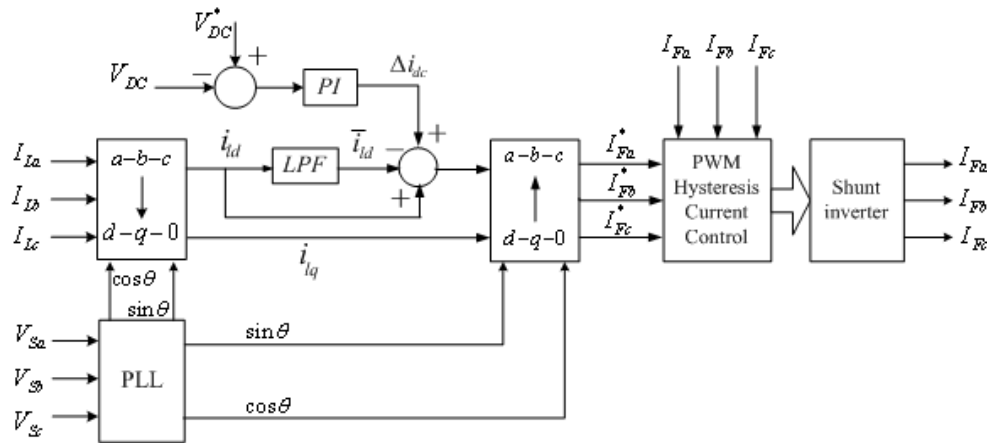 V*DC
+
−
VDC
PI
Δidc
IFa IFb IFc
+
−
+
ILa
ILb
ILc
a−b−c
d−q−0
ild
LPF
i̅ld
ilq
a−b−c
d−q−0
I*Fa
I*Fb
I*Fc
PWM
Hysteresis
Current
Control
Shunt
inverter
IFa
IFb
IFc
cosθ
sinθ
VSa
VSb
VSc
PLL
sinθ
cosθ